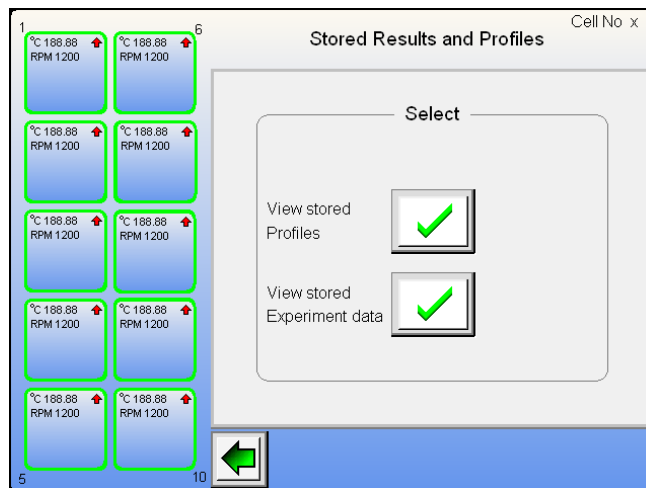 1
6
°C 188.88
RPM 1200
°C 188.88
RPM 1200
°C 188.88
RPM 1200
°C 188.88
RPM 1200
°C 188.88
RPM 1200
°C 188.88
RPM 1200
°C 188.88
RPM 1200
°C 188.88
RPM 1200
°C 188.88
RPM 1200
°C 188.88
RPM 1200
5
10
Cell No x
Stored Results and Profiles
Select
View stored
Profiles
View stored
Experiment data